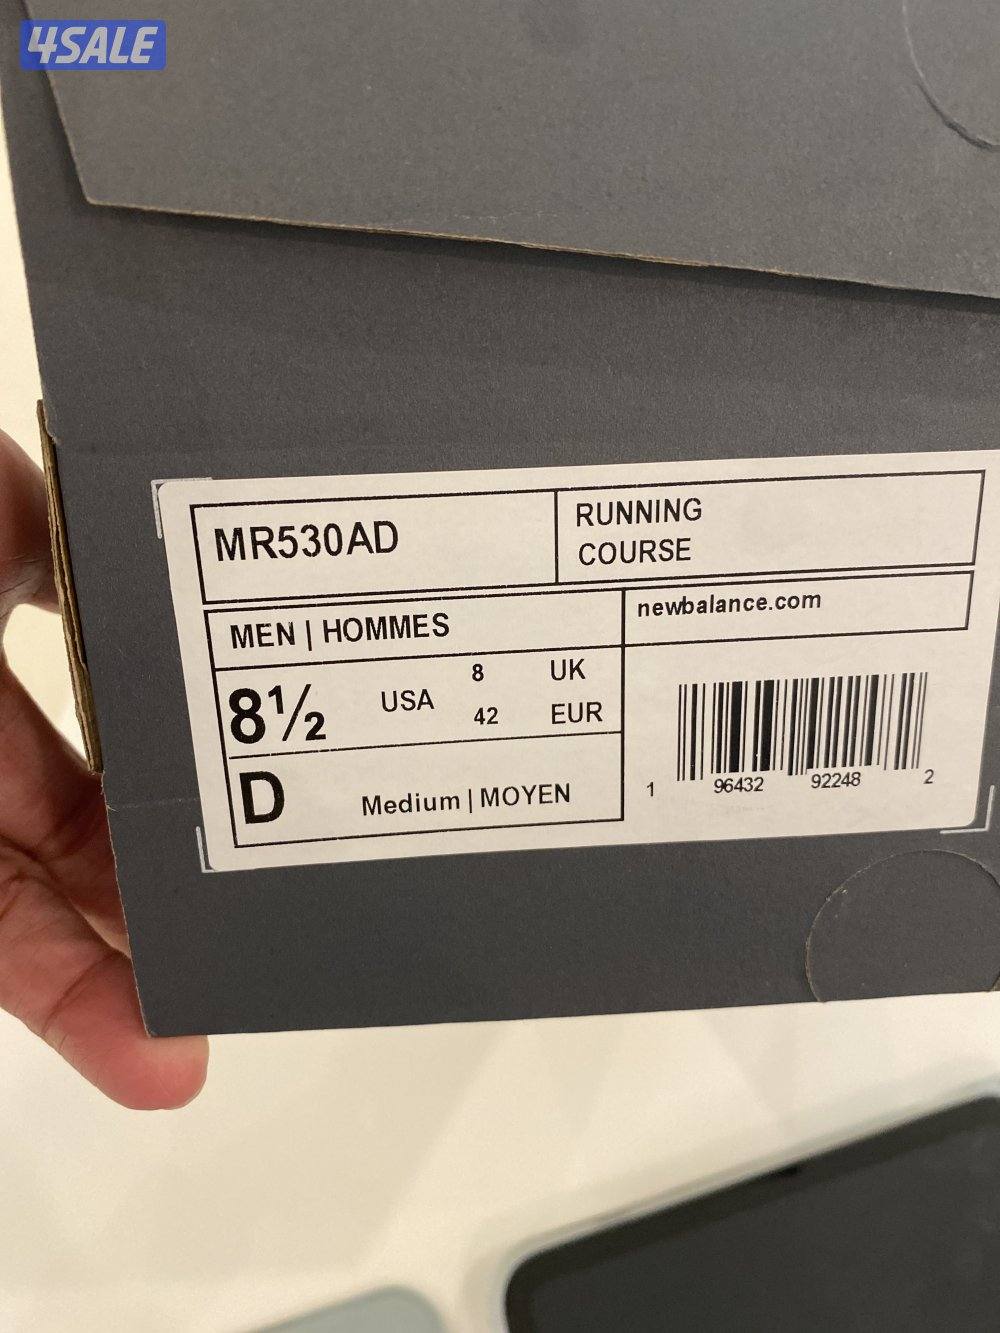 4SALE
MR530AD
RUNNING
COURSE
MEN | HOMMES
newbalance.com
8½ USA 8 UK
42 EUR
D Medium | MOYEN
1 96432 92248 2